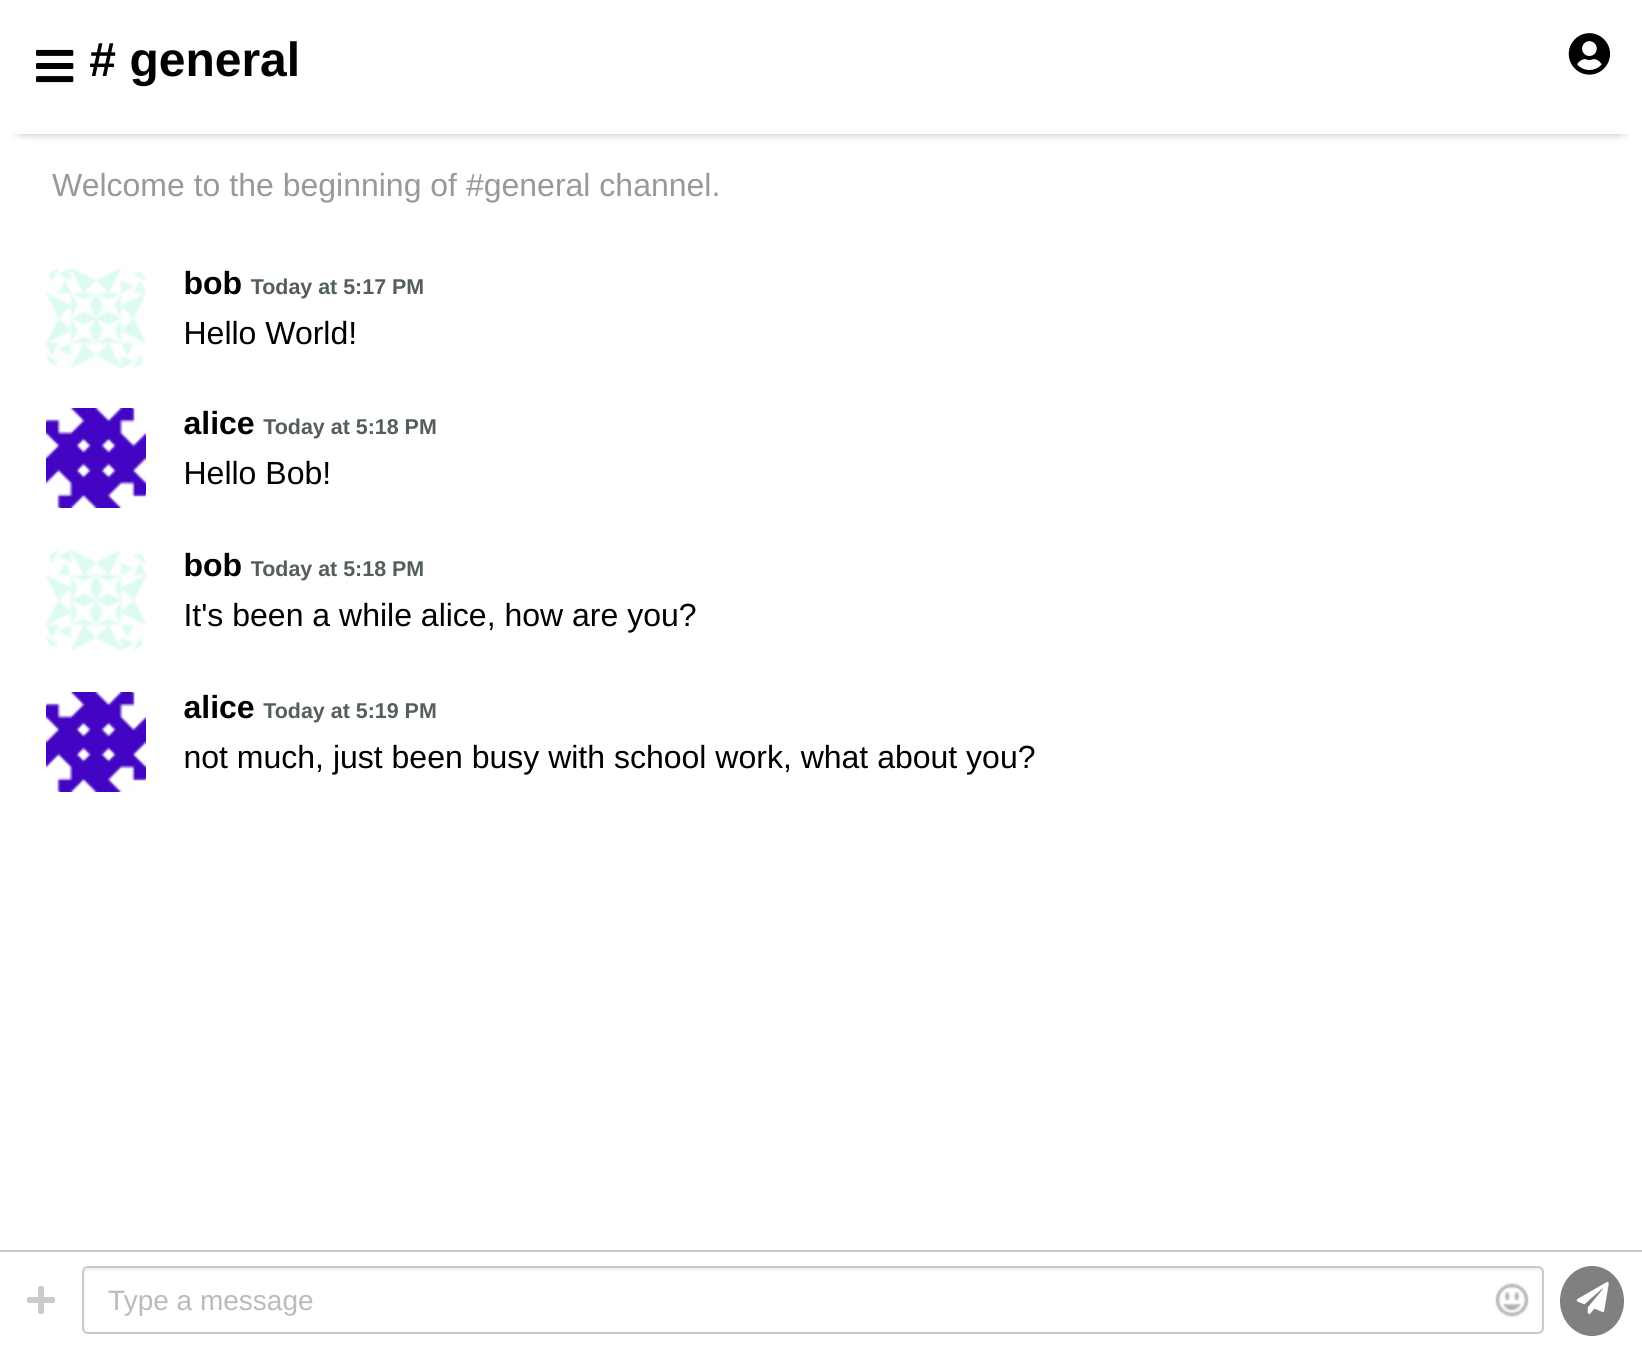 # general
Welcome to the beginning of #general channel.
bob Today at 5:17 PM
Hello World!
alice Today at 5:18 PM
Hello Bob!
bob Today at 5:18 PM
It's been a while alice, how are you?
alice Today at 5:19 PM
not much, just been busy with school work, what about you?
Type a message